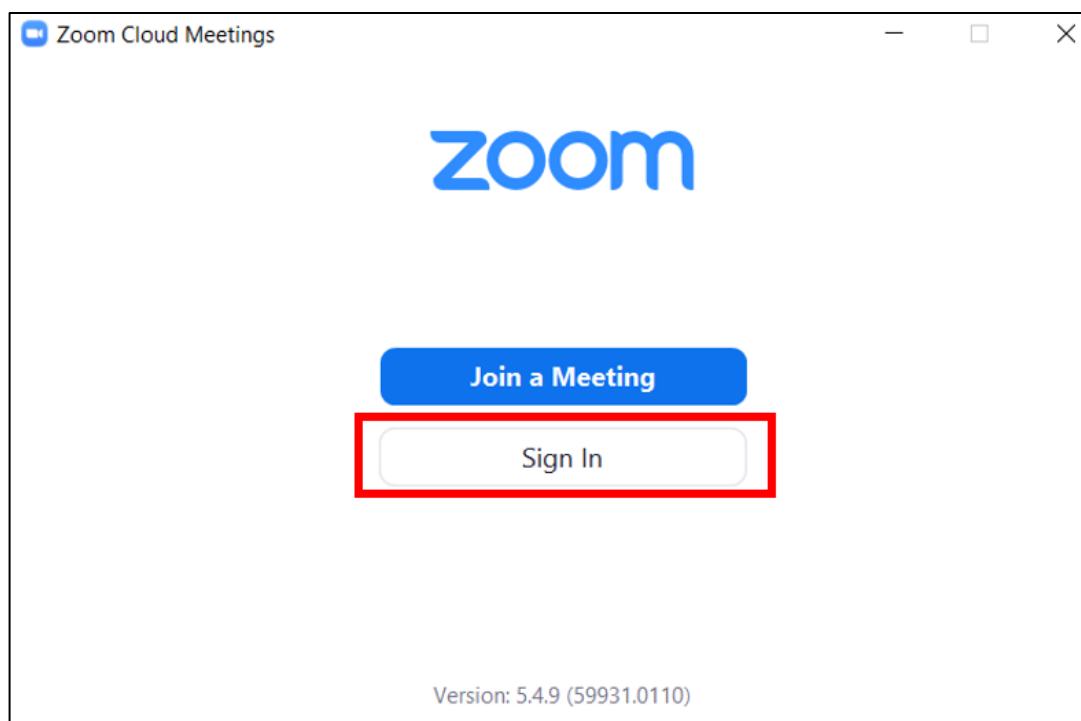 Zoom Cloud Meetings
zoom
Join a Meeting
Sign In
Version: 5.4.9 (59931.0110)